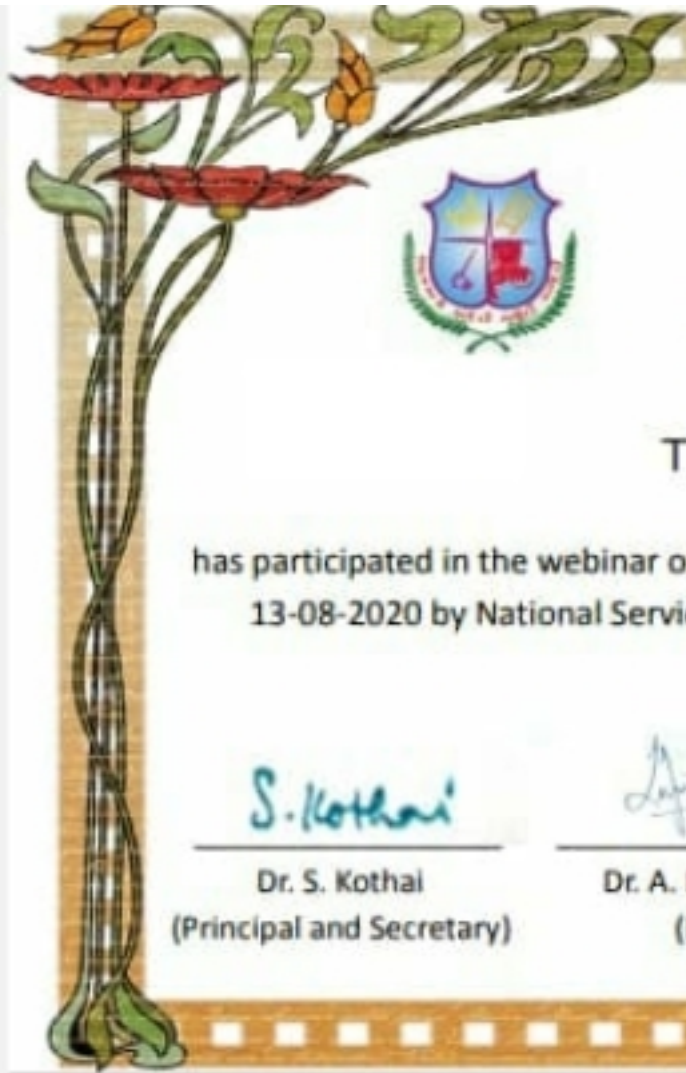 T
has participated in the webinar o
13-08-2020 by National Servi
S. Kothai
Dr. S. Kothai
Dr. A.
(Principal and Secretary)
(